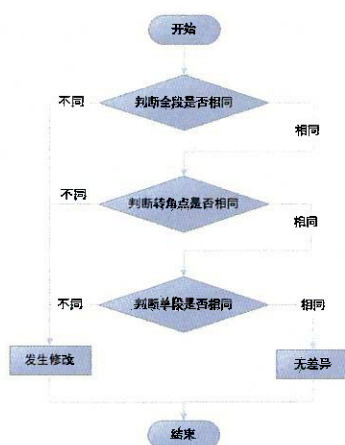 开始
判断全段是否相同
不同
相同
判断转角点是否相同
不同
相同
判断单段是否相同
不同
相同
发生修改
无差异
结束